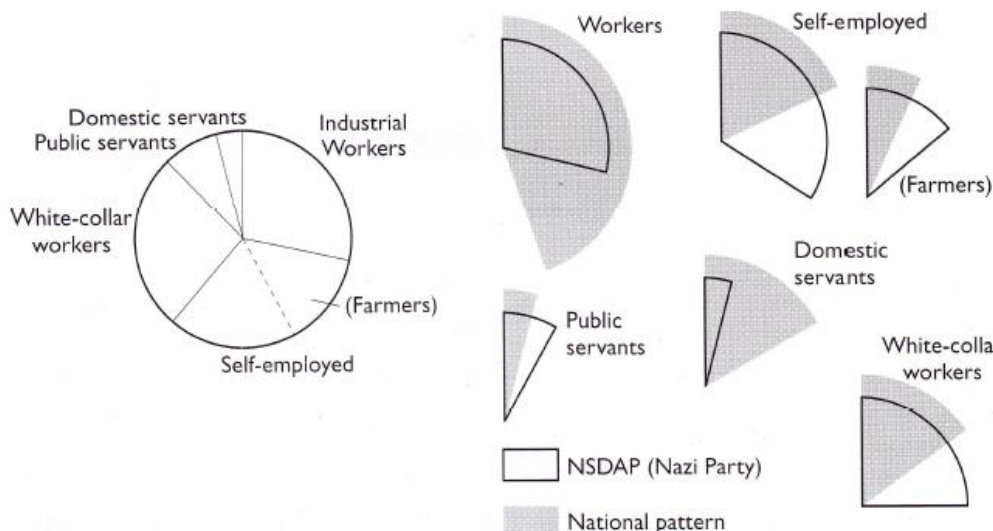 Domestic servants
Public servants
Industrial
Workers
White-collar
workers
(Farmers)
Self-employed
Workers
Self-employed
(Farmers)
Domestic
servants
Public
servants
White-colla
workers
NSDAP (Nazi Party)
National pattern